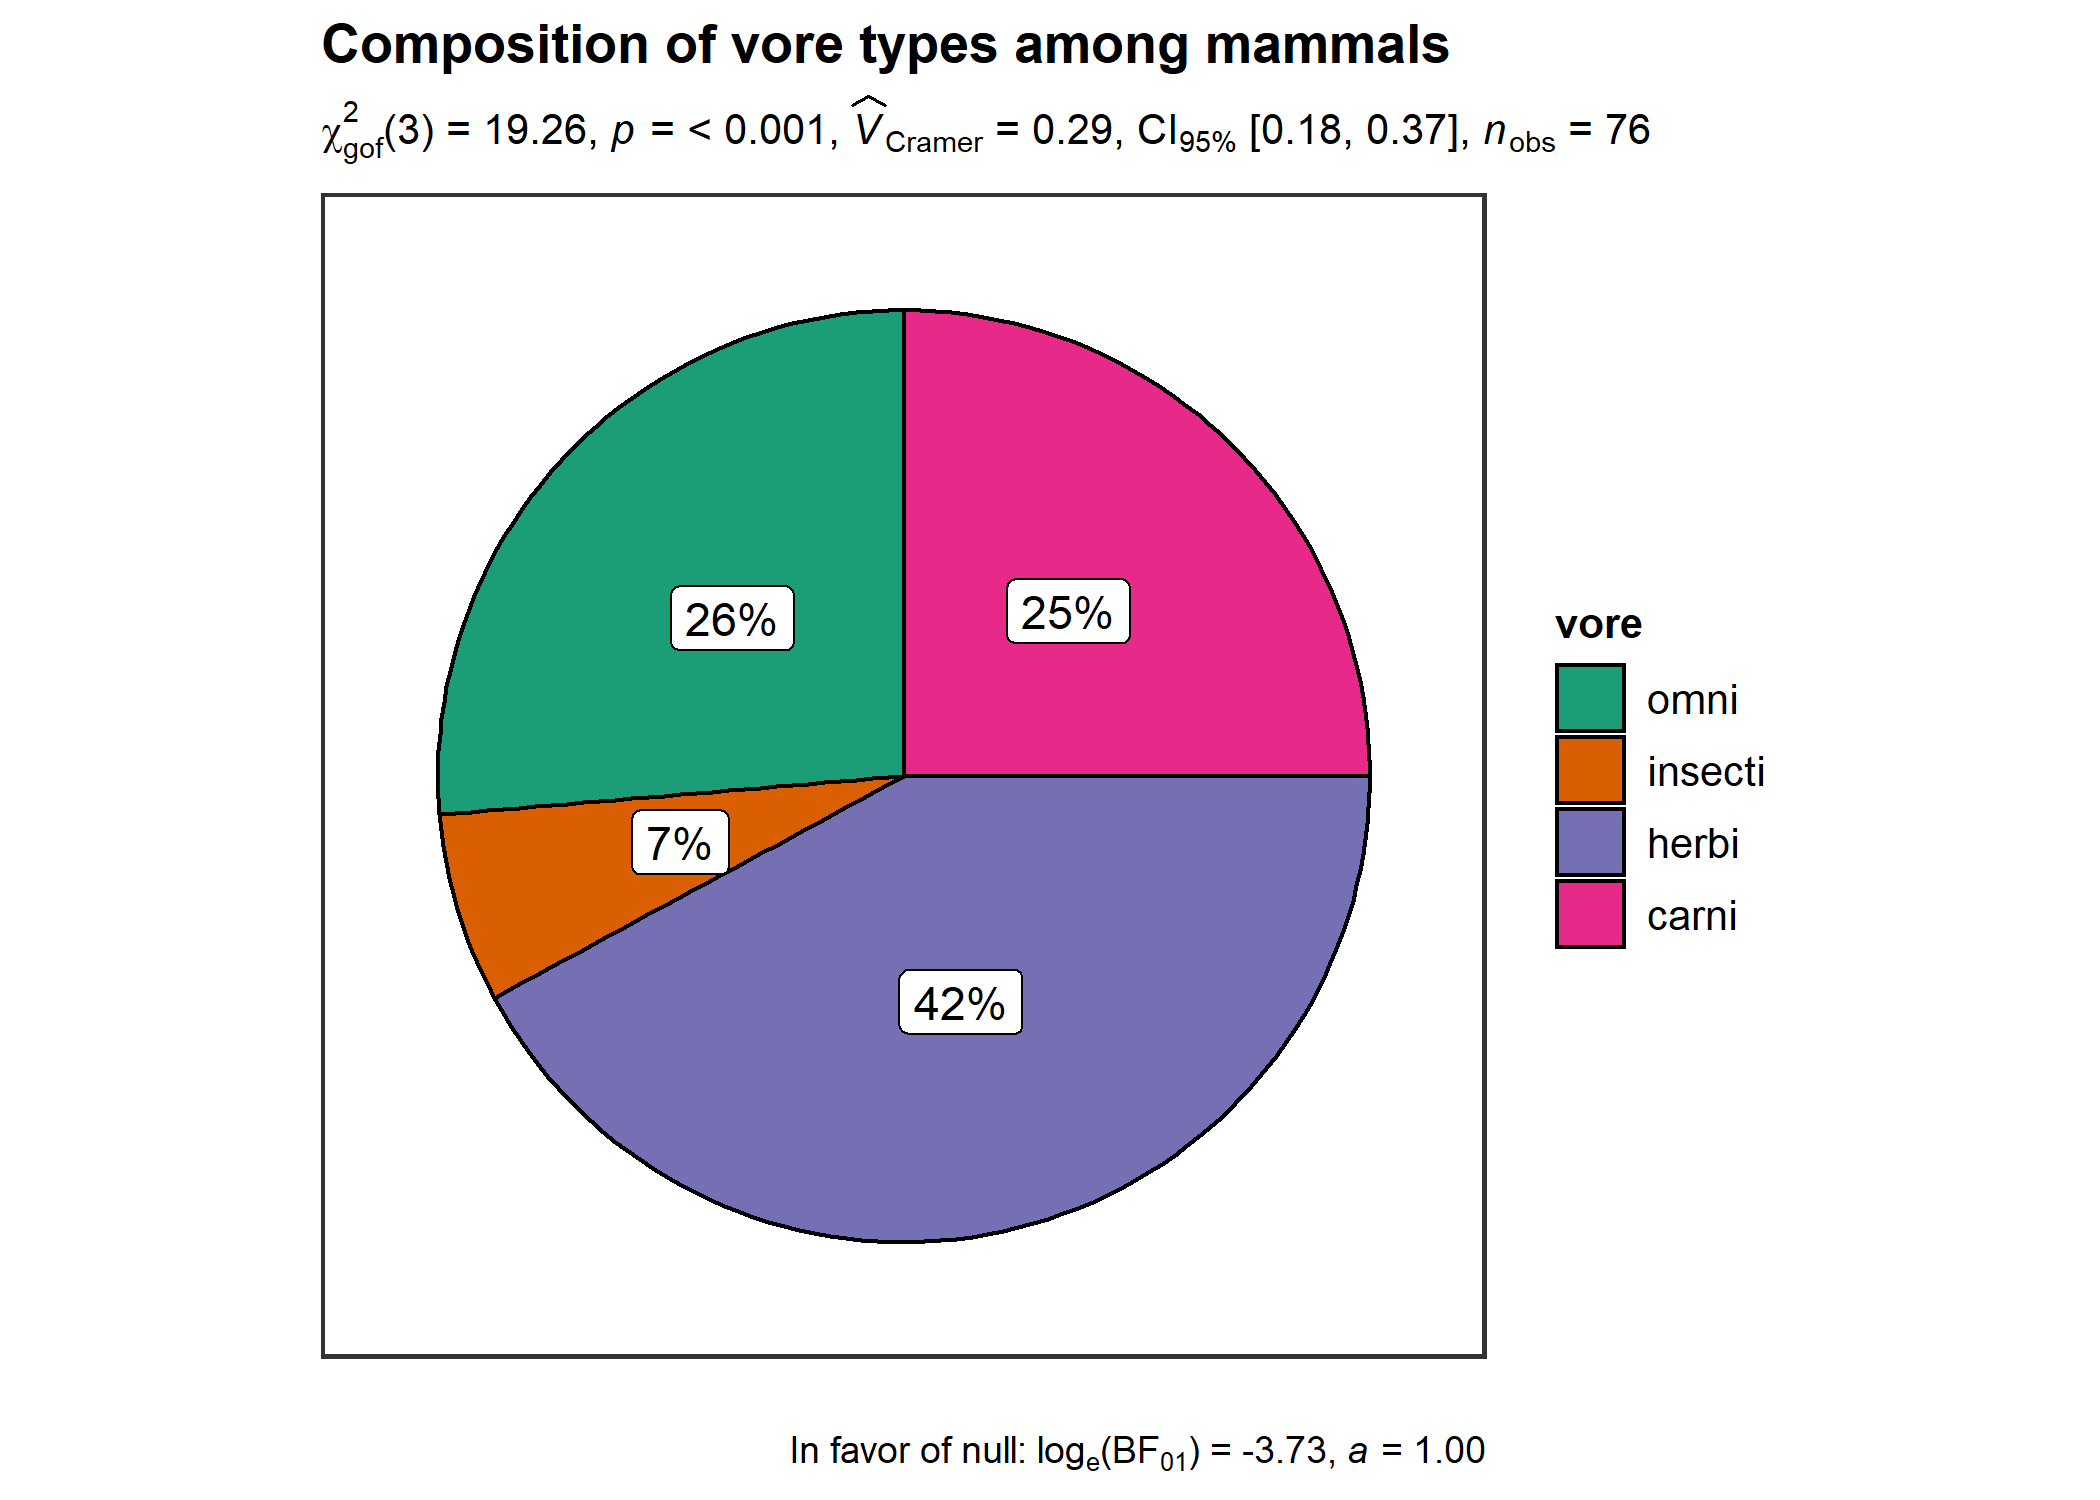 Composition of vore types among mammals
χ²gof(3) = 19.26, p = < 0.001, V̂Cramer = 0.29, CI95% [0.18, 0.37], nobs = 76
26%
25%
7%
42%
vore
omni
insecti
herbi
carni
In favor of null: loge(BF01) = -3.73, a = 1.00